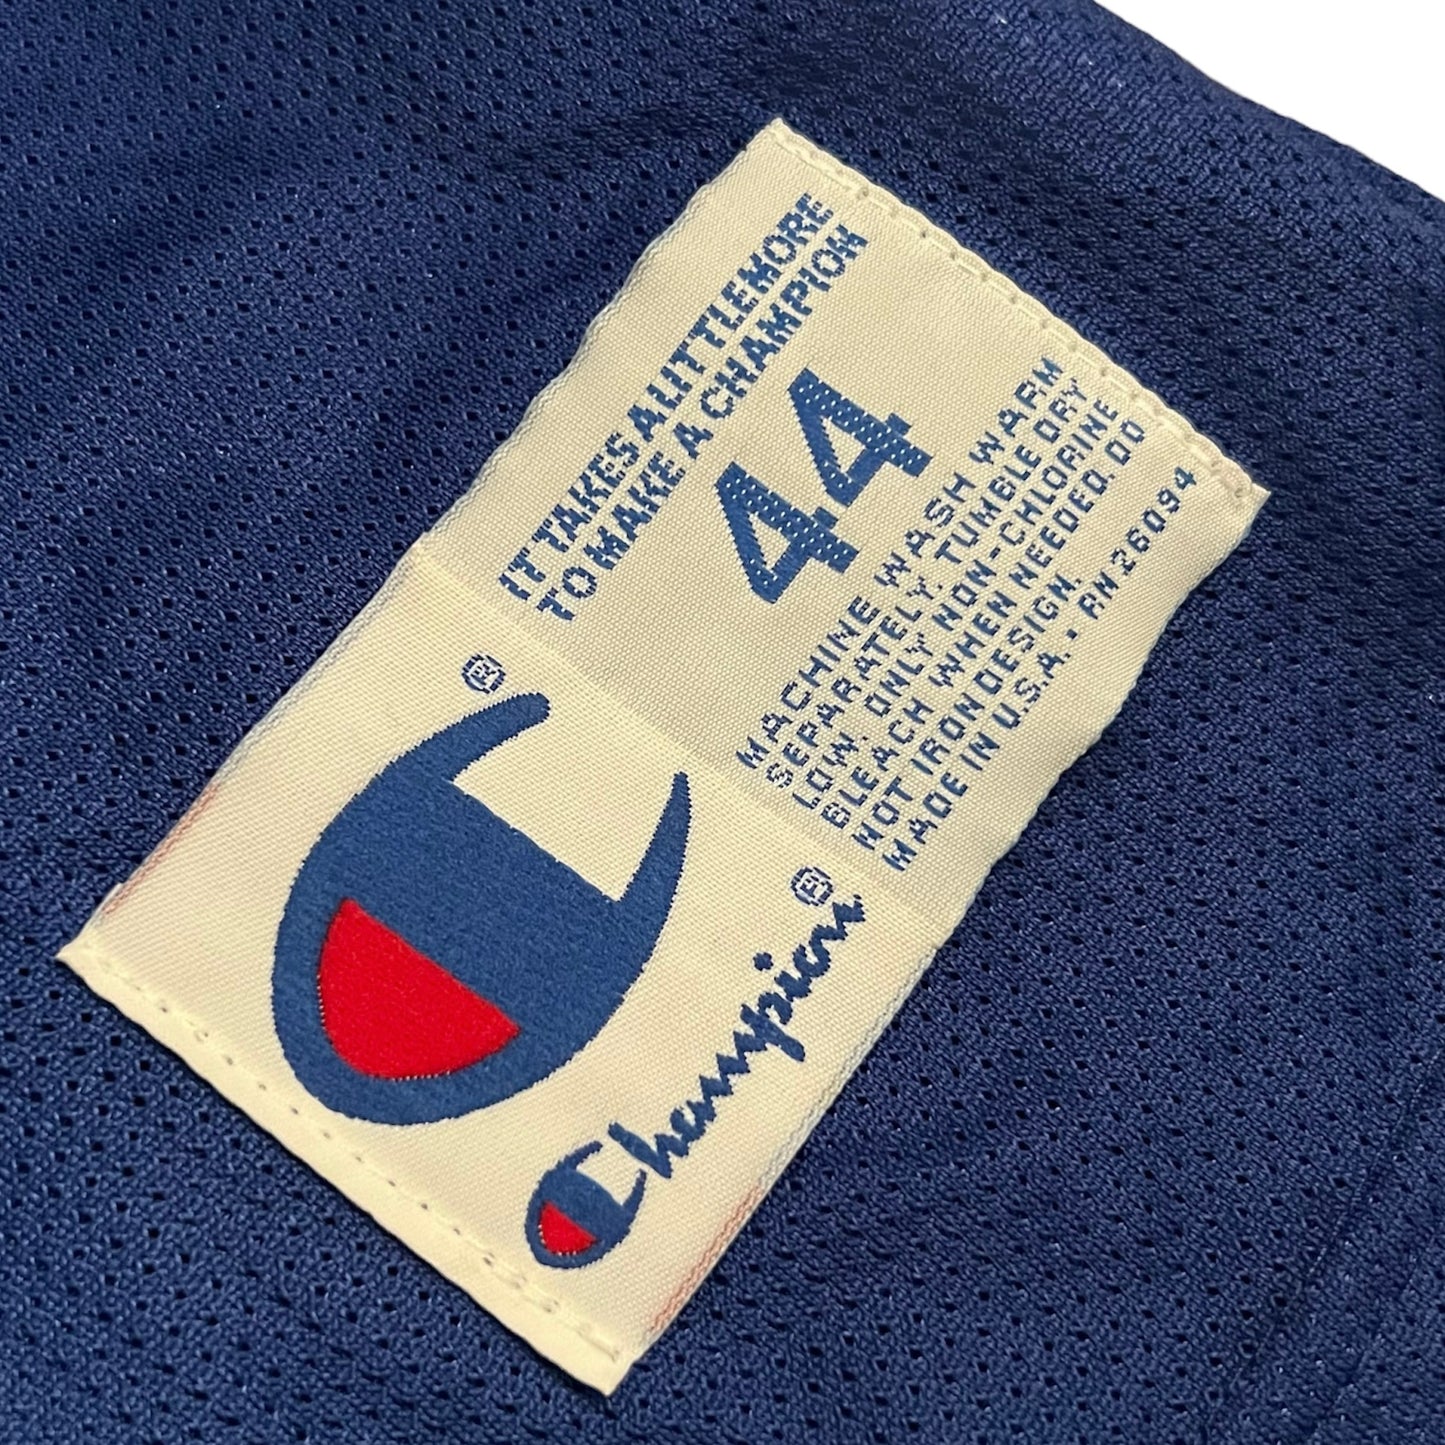 IT TAKES A LITTLE MORE
TO MAKE A CHAMPION
44
MACHINE WASH WARM
SEPARATELY. TUMBLE DRY
LOW. ONLY NON-CHLORINE
BLEACH WHEN NEEDED. DO
NOT IRON DESIGN.
MADE IN U.S.A. • RN 26094
®
Champion®